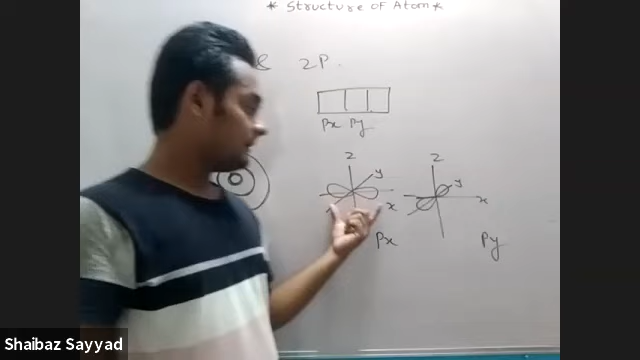 * Structure of Atom *
2P.
Px Py
z
y
x
Px
z
y
x
Py
Shaibaz Sayyad